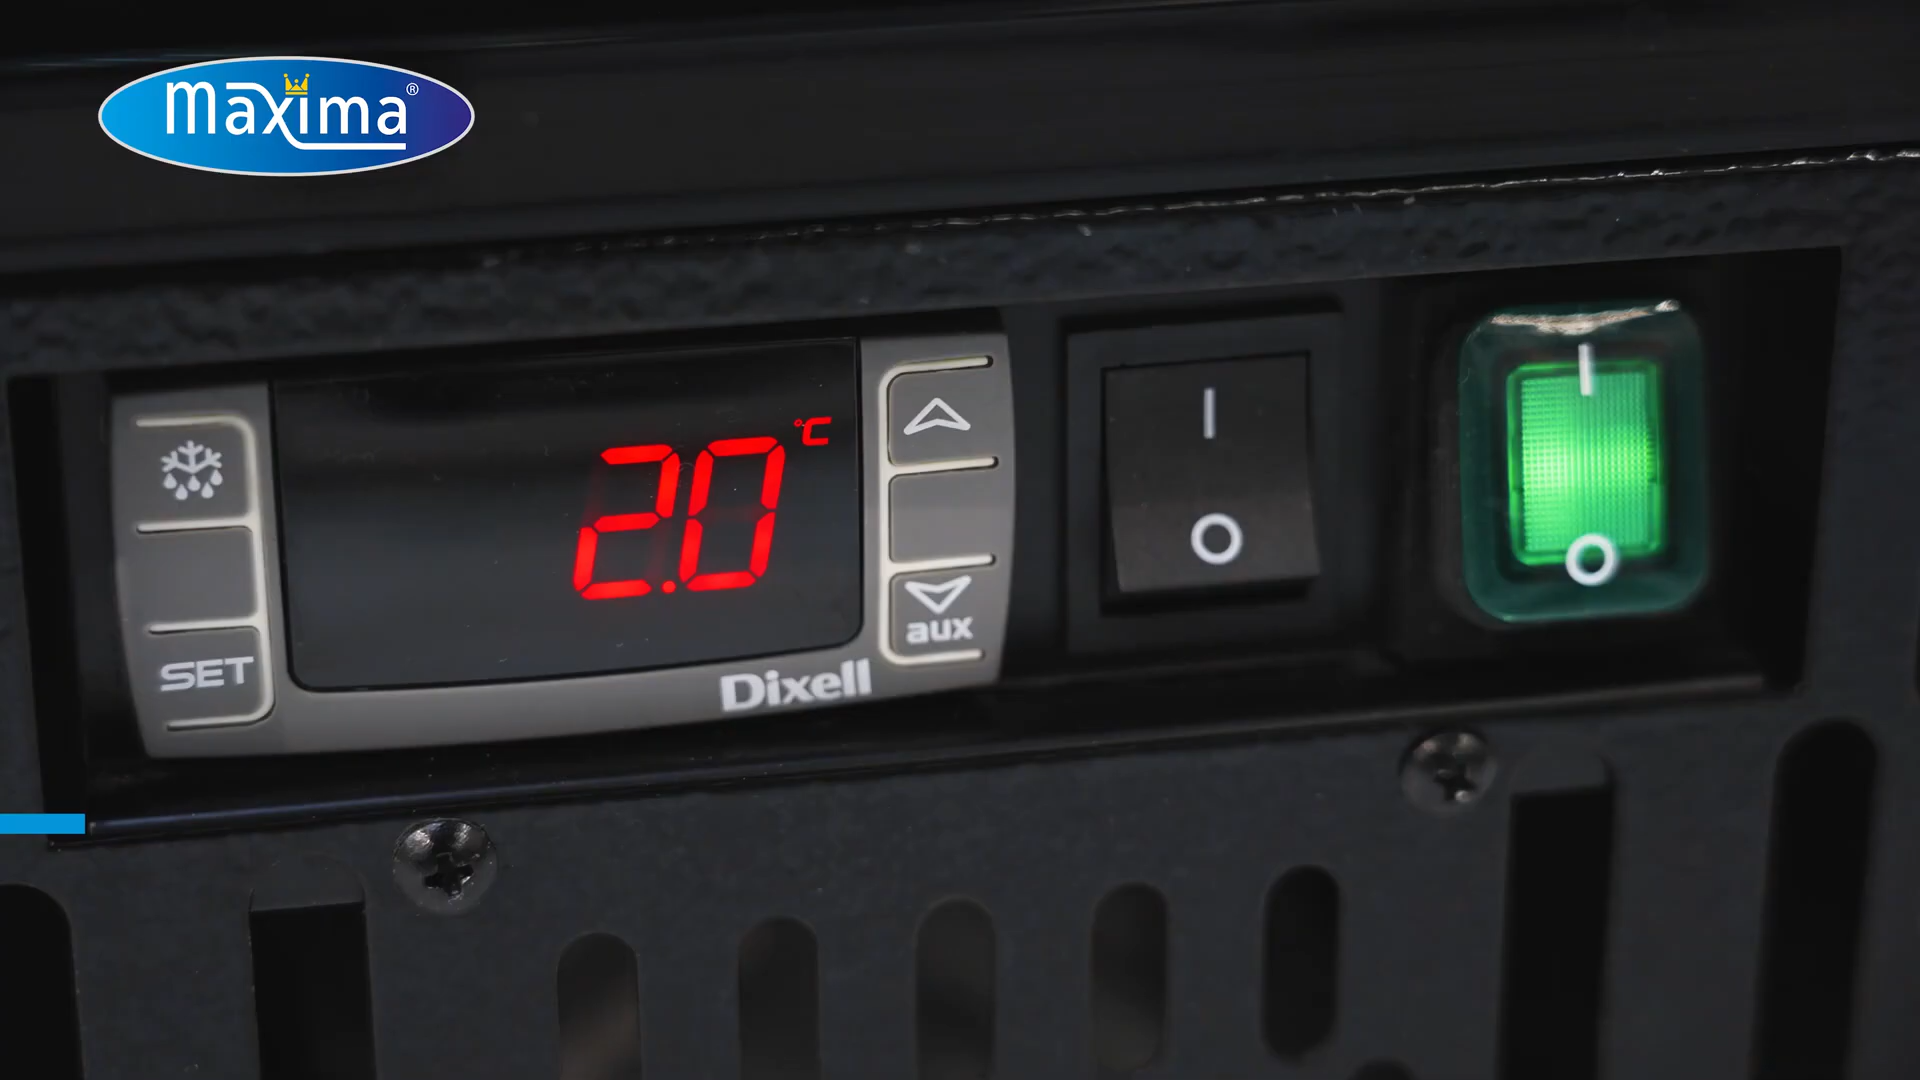 maxima®
2.0 °C
SET
aux
Dixell
I
O
I
O